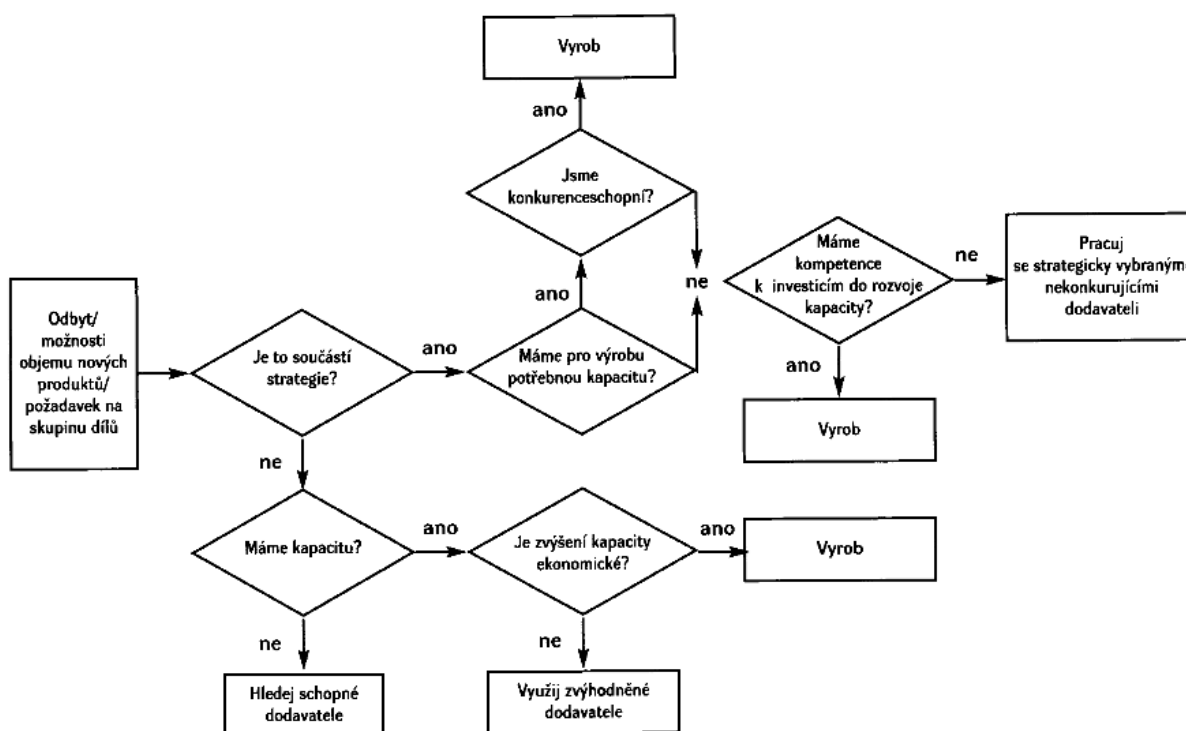 Vyrob
ano
Jsme
konkurenceschopní?
ne
Máme
kompetence
k investicím do rozvoje
kapacity?
ne
Pracuj
se strategicky vybranými
nekonkurujícími
dodavateli
ano
Vyrob
Odbyt/
možnosti
objemu nových
produktů/
požadavek na
skupinu dílů
Je to součástí
strategie?
ano
Máme pro výrobu
potřebnou kapacitu?
ano
ne
Máme kapacitu?
ano
Je zvýšení kapacity
ekonomické?
ano
Vyrob
ne
Hledej schopné
dodavatele
ne
Využij zvýhodněné
dodavatele